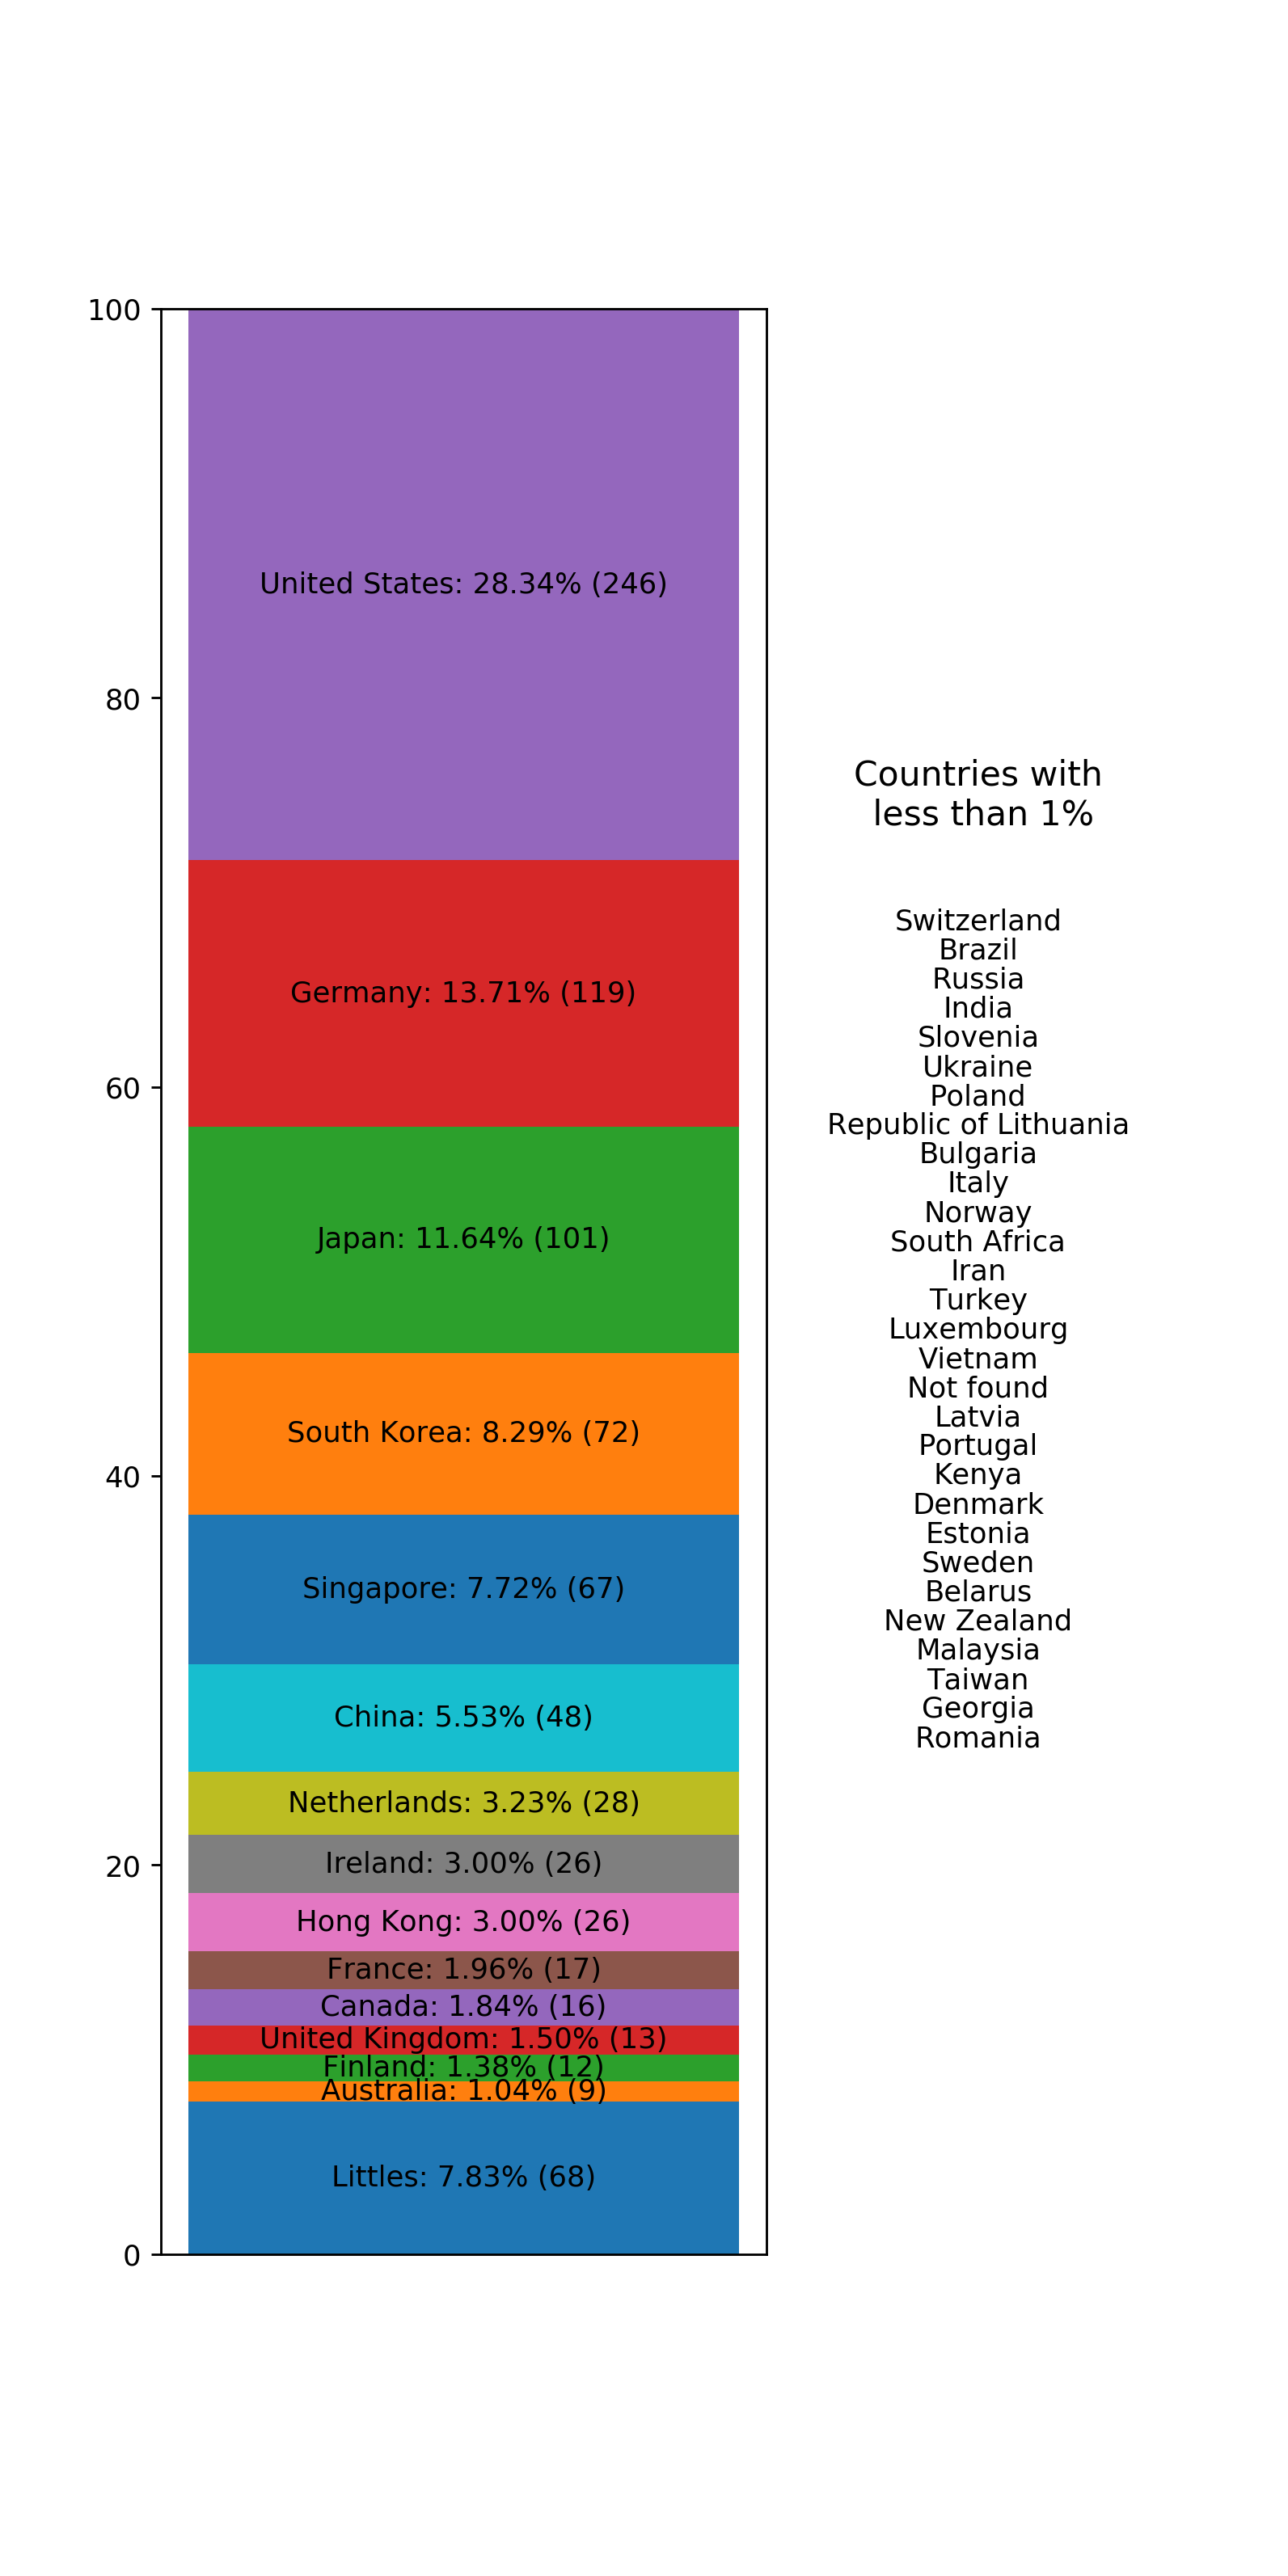 100
80
60
40
20
0
United States: 28.34% (246)
Germany: 13.71% (119)
Japan: 11.64% (101)
South Korea: 8.29% (72)
Singapore: 7.72% (67)
China: 5.53% (48)
Netherlands: 3.23% (28)
Ireland: 3.00% (26)
Hong Kong: 3.00% (26)
France: 1.96% (17)
Canada: 1.84% (16)
United Kingdom: 1.50% (13)
Finland: 1.38% (12)
Australia: 1.04% (9)
Littles: 7.83% (68)
Countries with
less than 1%
Switzerland
Brazil
Russia
India
Slovenia
Ukraine
Poland
Republic of Lithuania
Bulgaria
Italy
Norway
South Africa
Iran
Turkey
Luxembourg
Vietnam
Not found
Latvia
Portugal
Kenya
Denmark
Estonia
Sweden
Belarus
New Zealand
Malaysia
Taiwan
Georgia
Romania